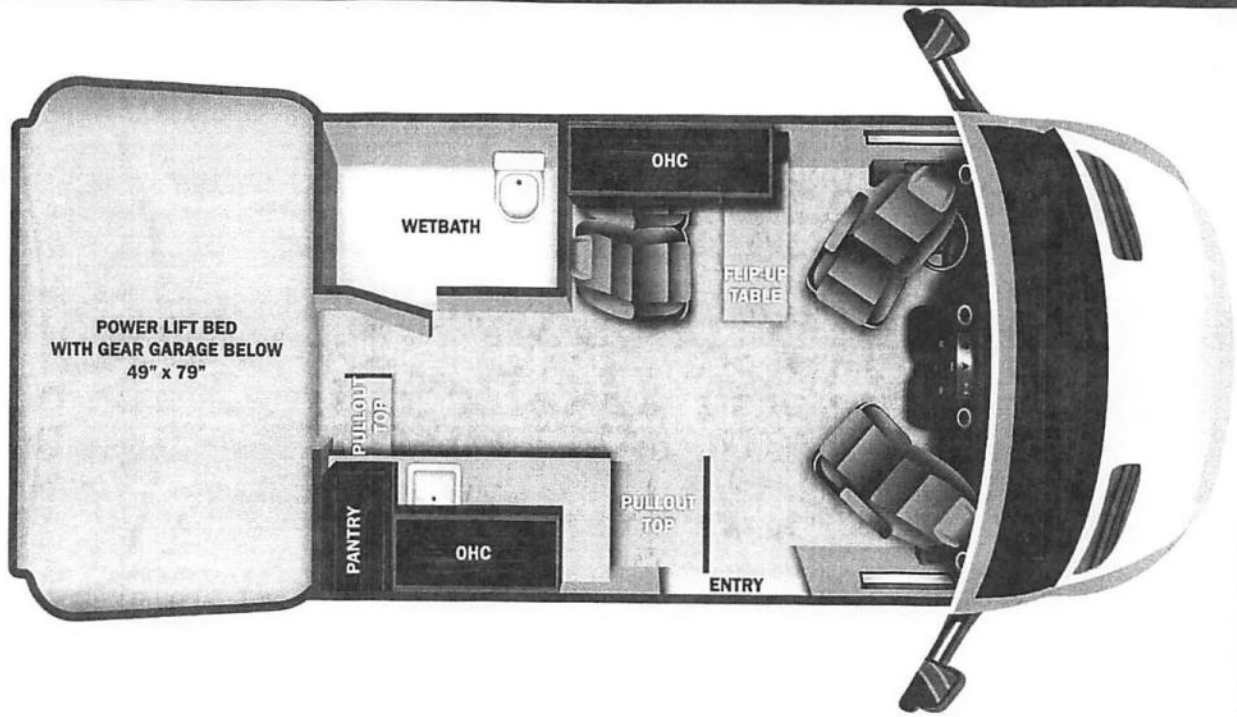 OHC
WETBATH
FLIP-UP
TABLE
POWER LIFT BED
WITH GEAR GARAGE BELOW
49" x 79"
PULLOUT
TOP
PULLOUT
TOP
PANTRY
OHC
ENTRY